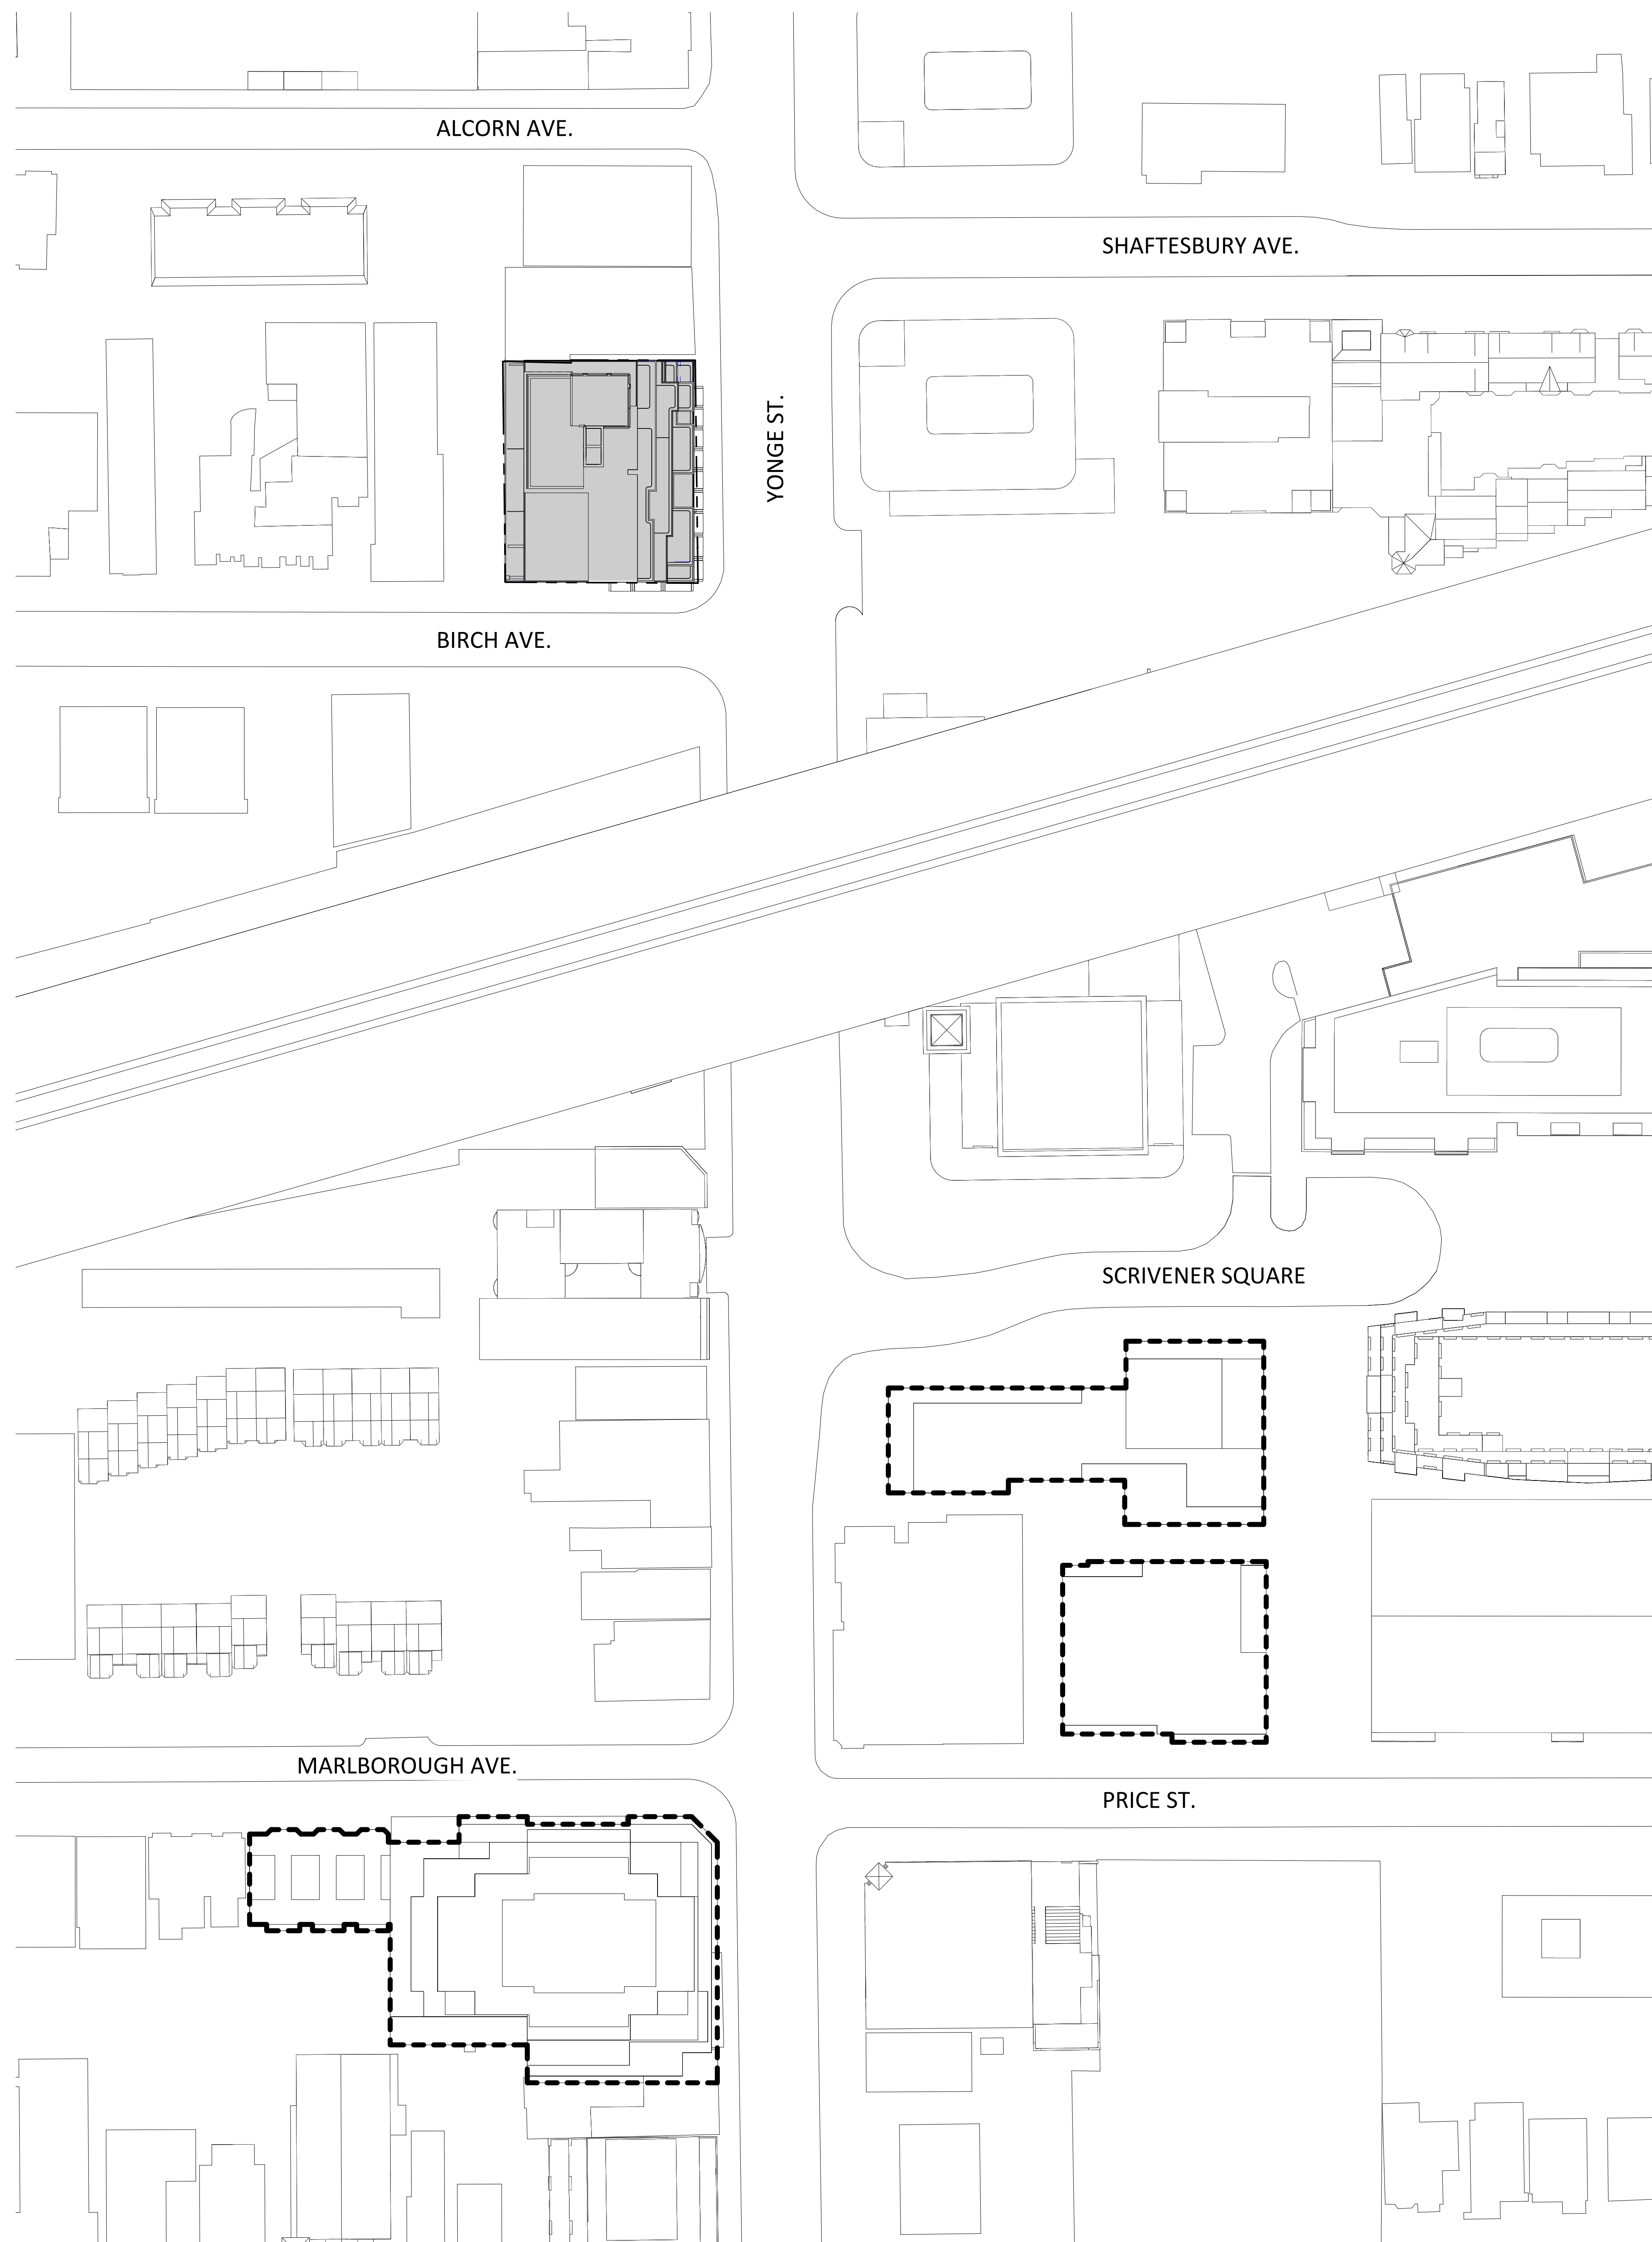 ALCORN AVE.
SHAFTESBURY AVE.
YONGE ST.
BIRCH AVE.
SCRIVENER SQUARE
MARLBOROUGH AVE.
PRICE ST.